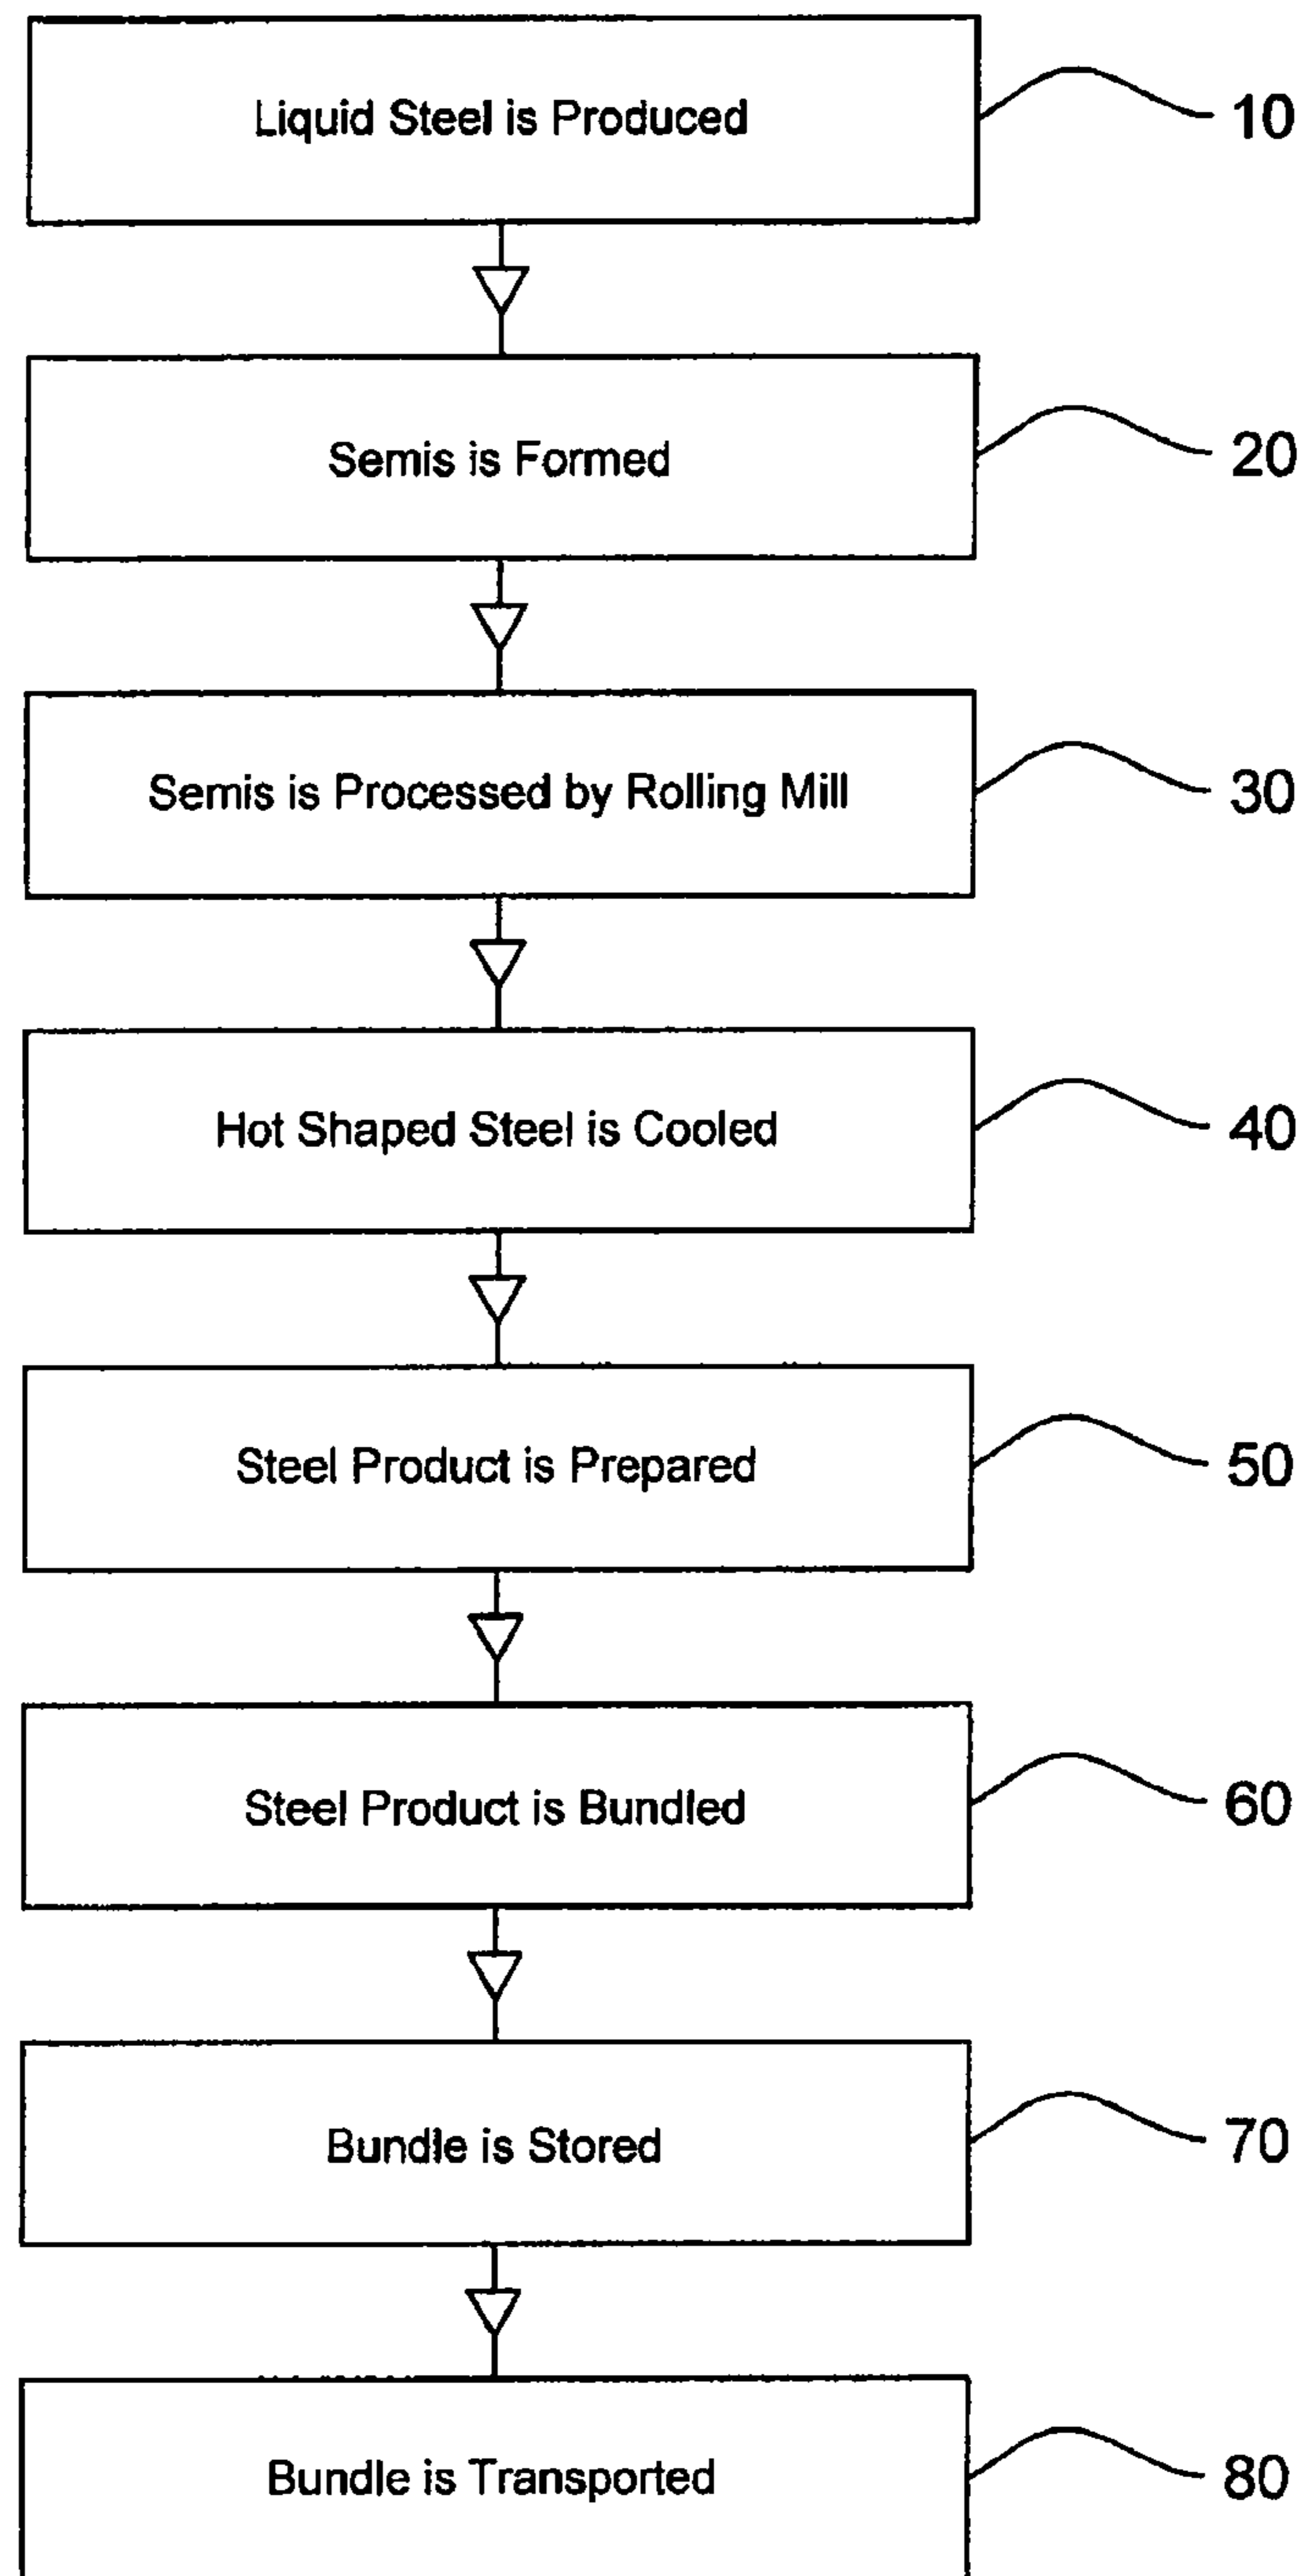 Liquid Steel is Produced
10
Semis is Formed
20
Semis is Processed by Rolling Mill
30
Hot Shaped Steel is Cooled
40
Steel Product is Prepared
50
Steel Product is Bundled
60
Bundle is Stored
70
Bundle is Transported
80